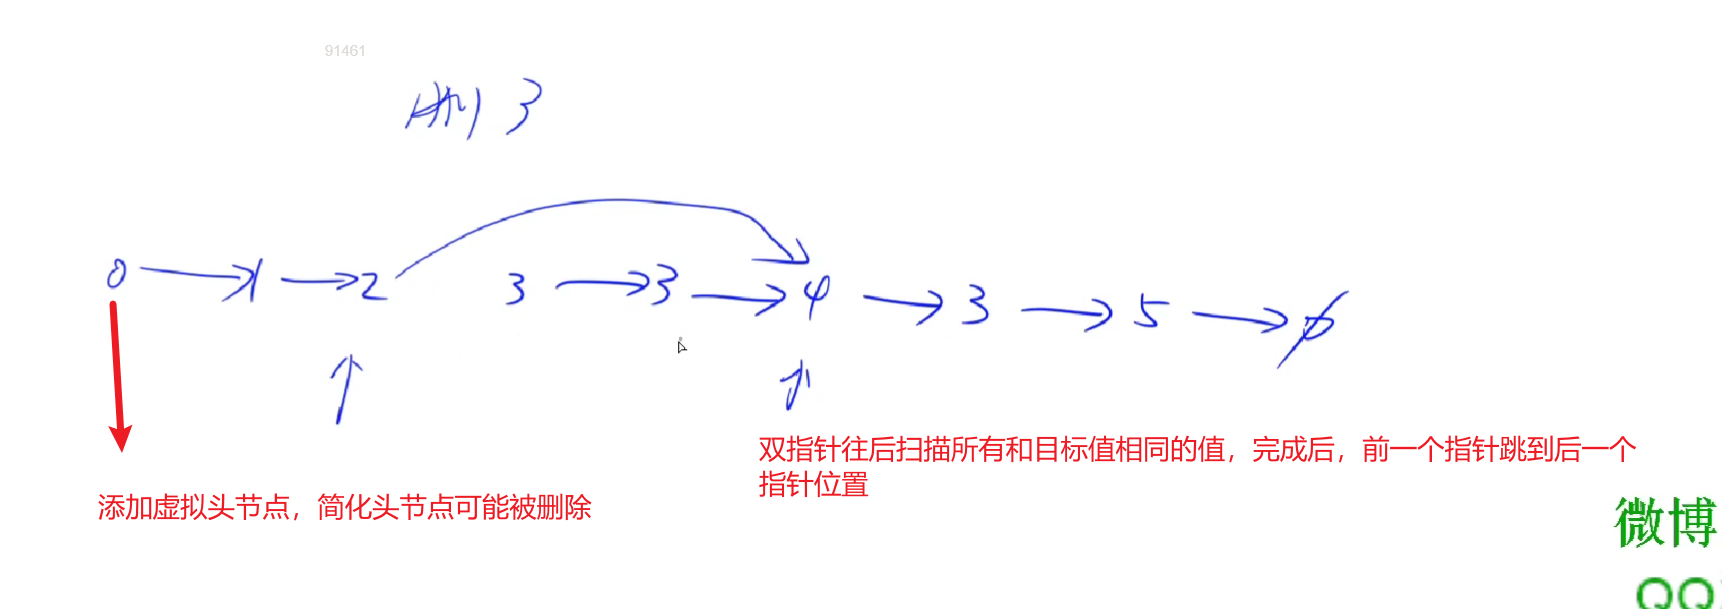 91461
删 3
0 → 1 → 2 3 → 3 → 4 → 3 → 5 → ∅
双指针往后扫描所有和目标值相同的值，完成后，前一个指针跳到后一个
指针位置
添加虚拟头节点，简化头节点可能被删除
微博
QQ